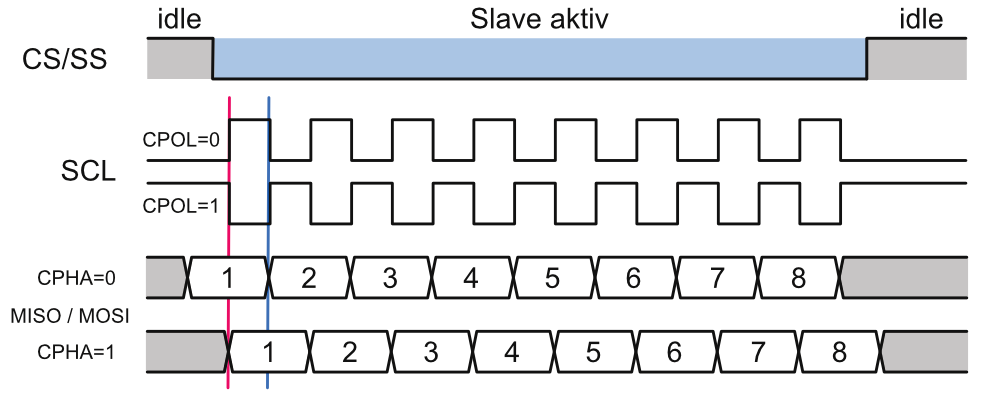 idle Slave aktiv idle
CS/SS
CPOL=0
SCL
CPOL=1
CPHA=0 1 2 3 4 5 6 7 8
MISO / MOSI
CPHA=1 1 2 3 4 5 6 7 8